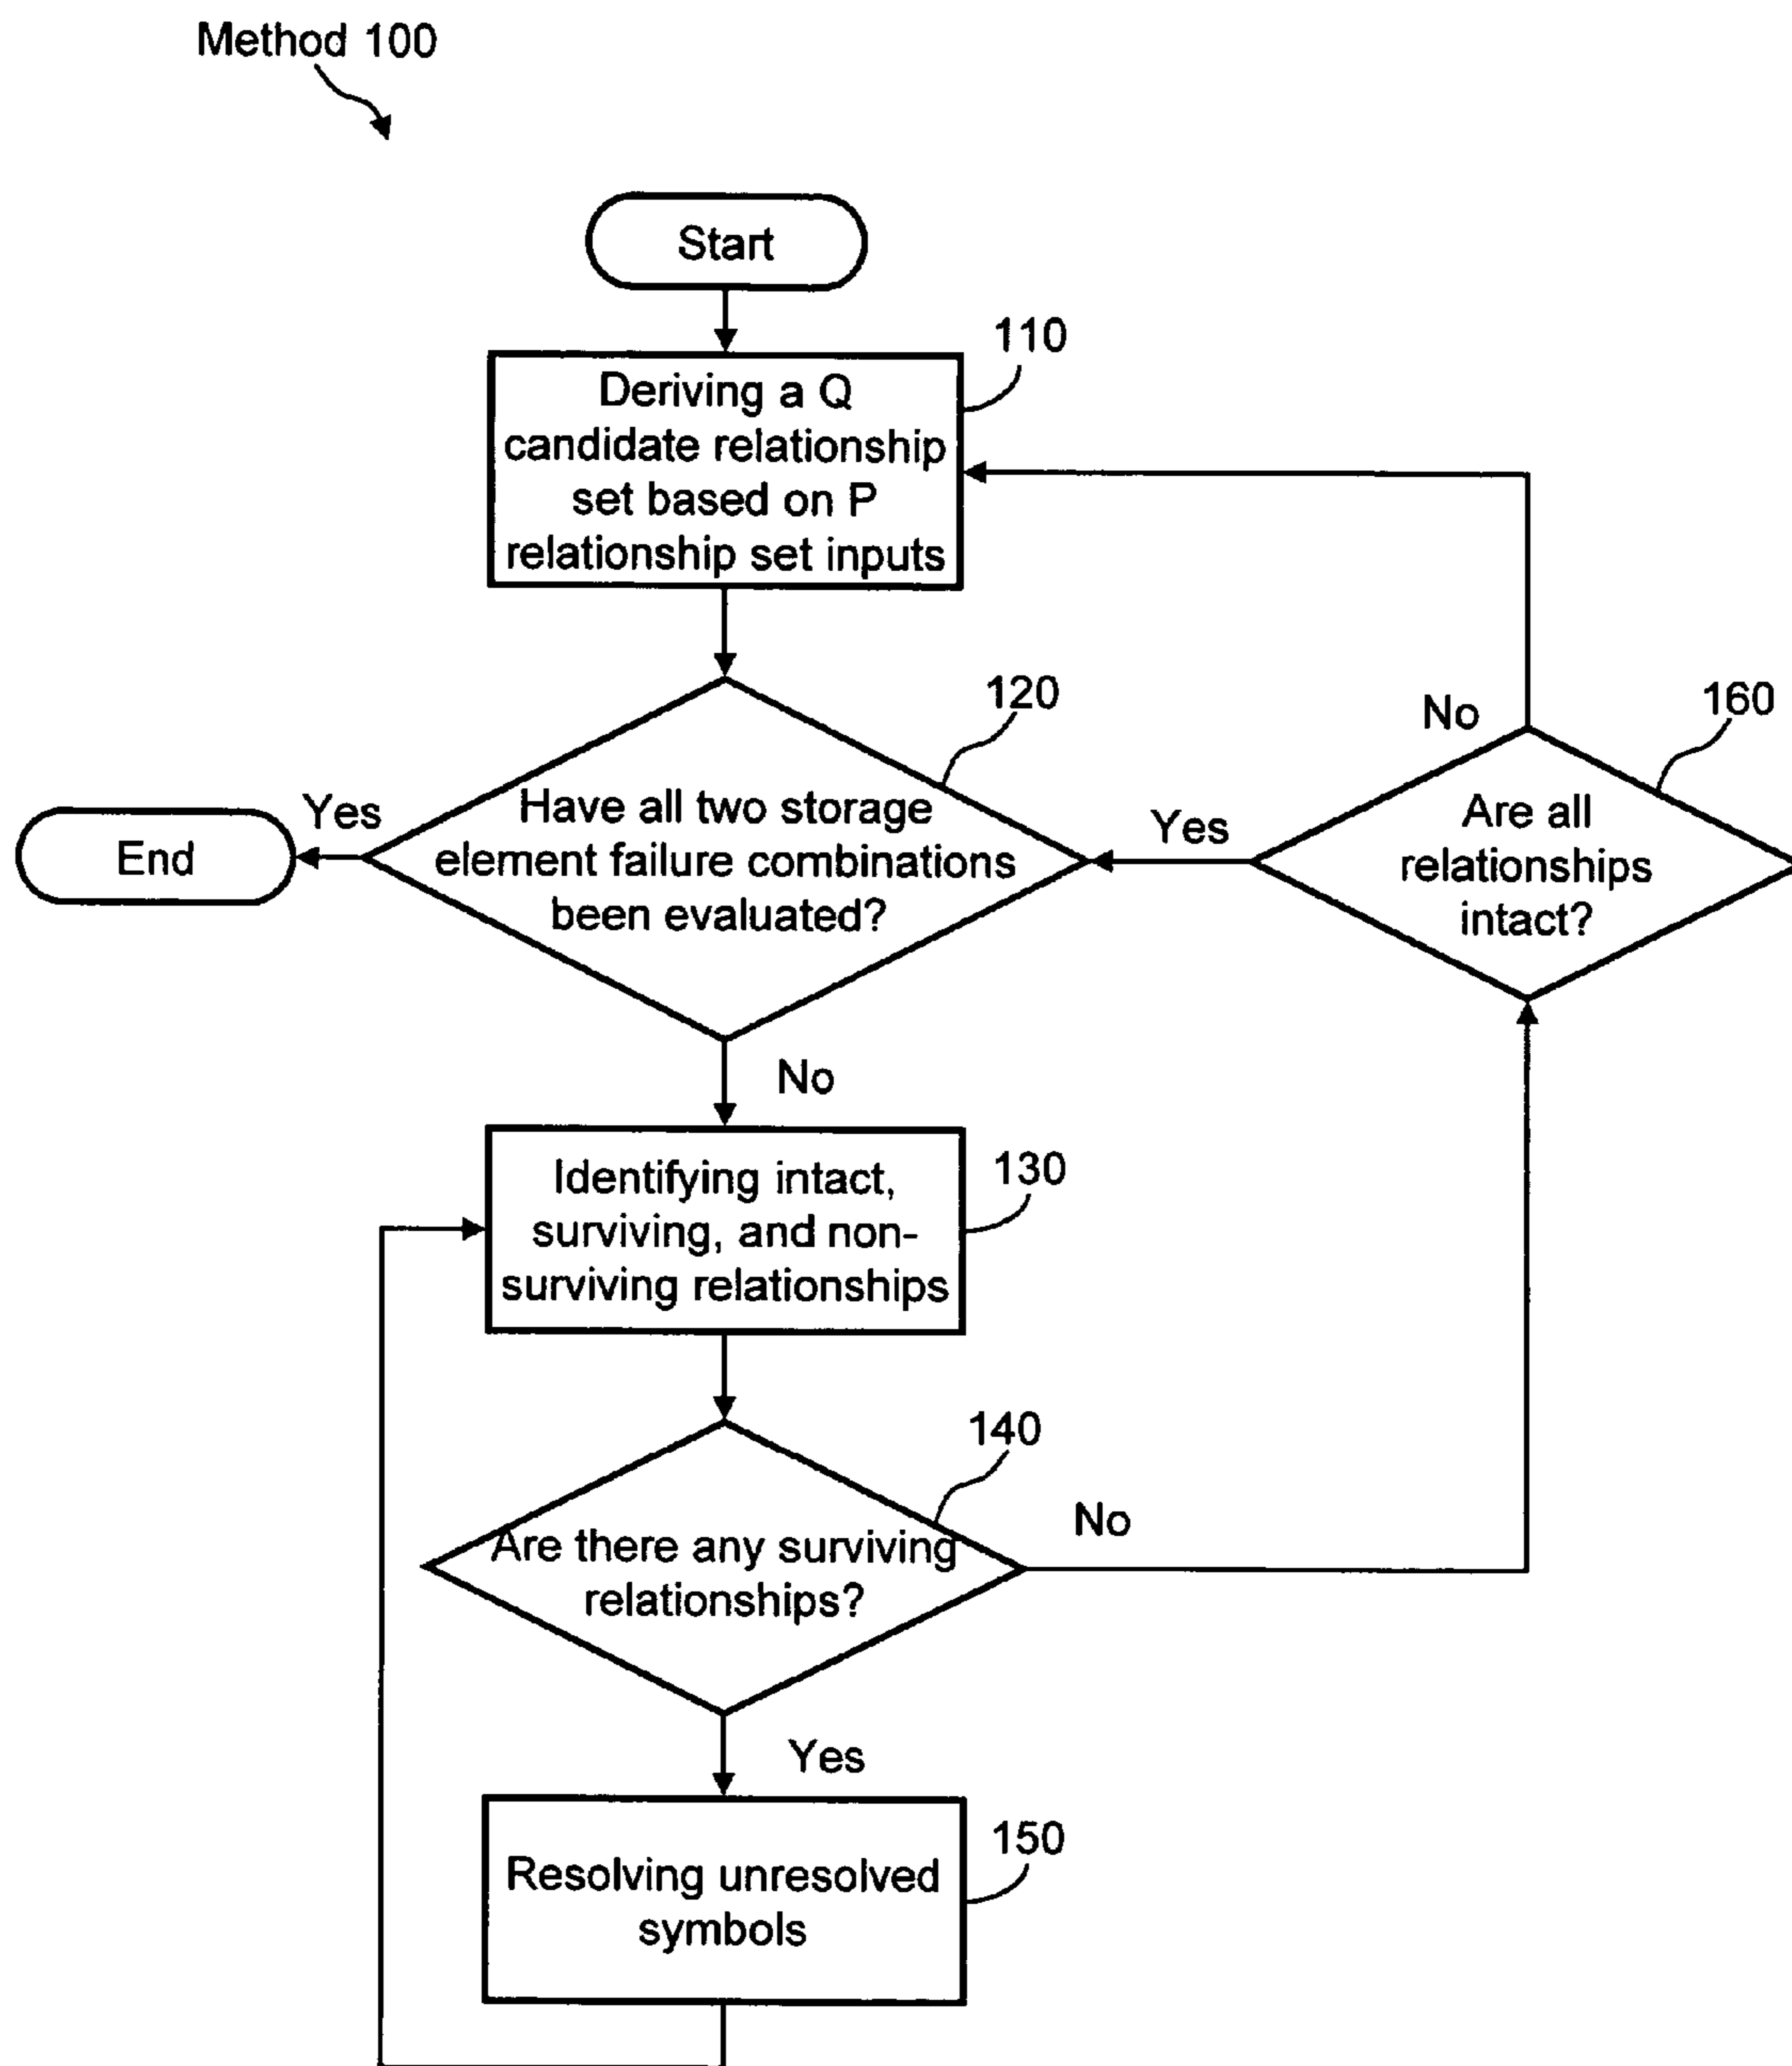 Method 100
Start
110
Deriving a Q
candidate relationship
set based on P
relationship set inputs
120
Have all two storage
element failure combinations
been evaluated?
Yes
End
Yes
No
160
Are all
relationships
intact?
No
130
Identifying intact,
surviving, and non-
surviving relationships
140
Are there any surviving
relationships?
No
Yes
150
Resolving unresolved
symbols